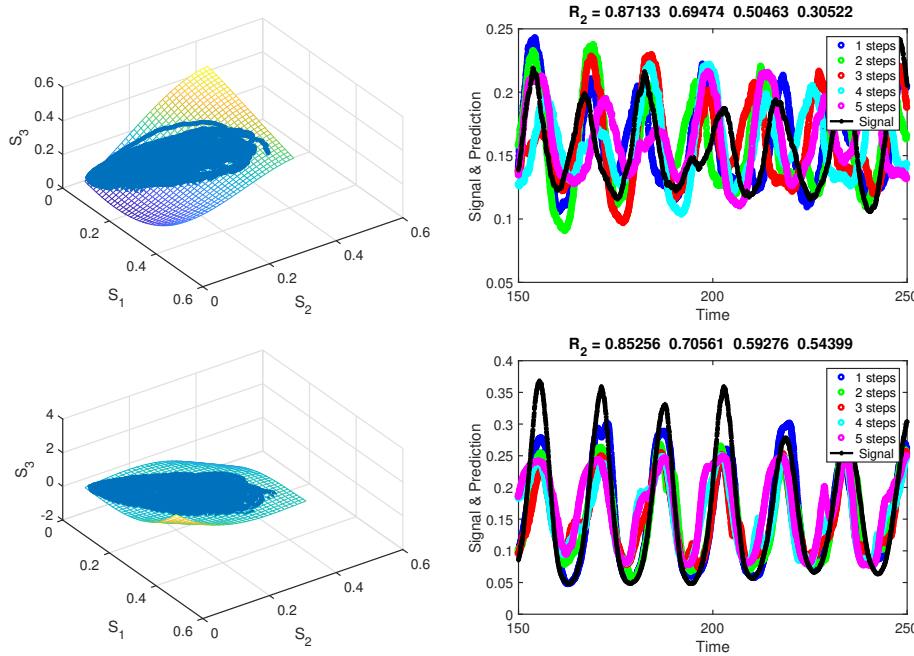 0.6
0.4
0.2
0
S3
0
0.2
0.4
0.6
S1
0
0.2
0.4
0.6
S2
R2 = 0.87133 0.69474 0.50463 0.30522
0.25
0.2
0.15
0.1
0.05
Signal & Prediction
150
200
250
Time
1 steps
2 steps
3 steps
4 steps
5 steps
Signal
4
2
0
-2
S3
0
0.2
0.4
0.6
S1
0
0.2
0.4
0.6
S2
R2 = 0.85256 0.70561 0.59276 0.54399
0.4
0.35
0.3
0.25
0.2
0.15
0.1
0.05
0
Signal & Prediction
150
200
250
Time
1 steps
2 steps
3 steps
4 steps
5 steps
Signal